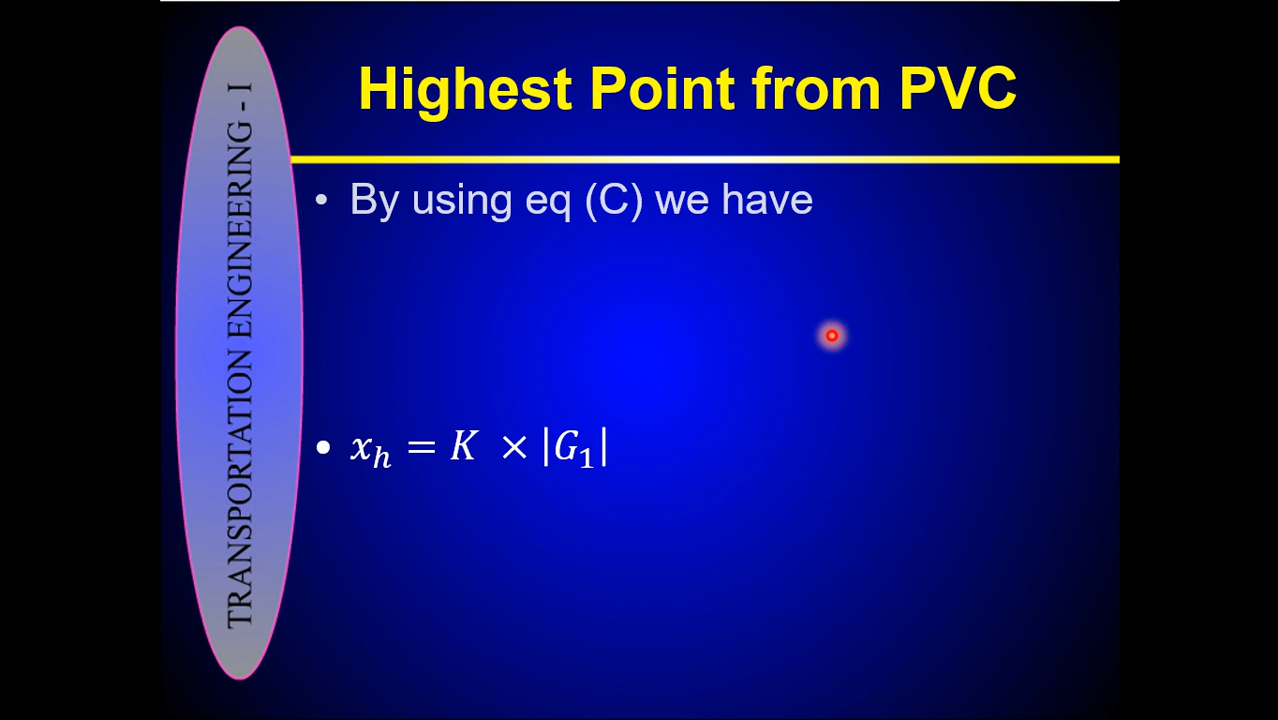 TRANSPORTATION ENGINEERING - I
Highest Point from PVC
• By using eq (C) we have
• 𝑥ₕ = 𝐾 × |𝐺₁|